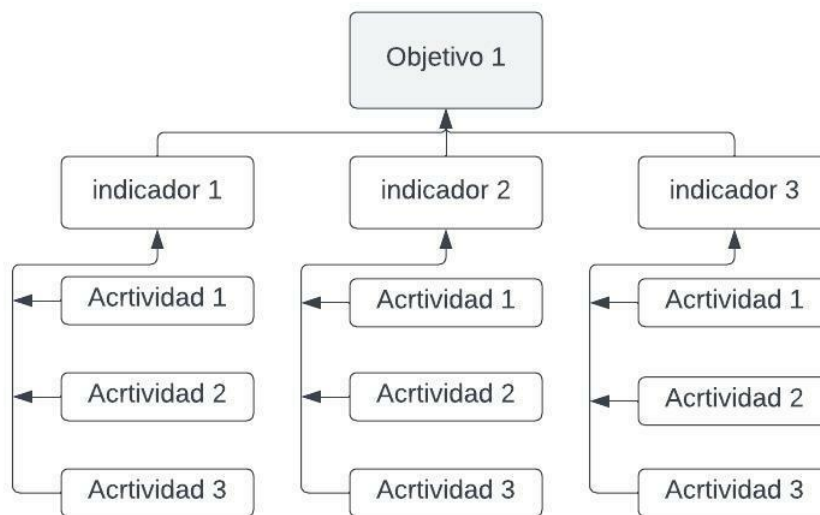 Objetivo 1
indicador 1
indicador 2
indicador 3
Acrtividad 1
Acrtividad 1
Acrtividad 1
Acrtividad 2
Acrtividad 2
Acrtividad 2
Acrtividad 3
Acrtividad 3
Acrtividad 3